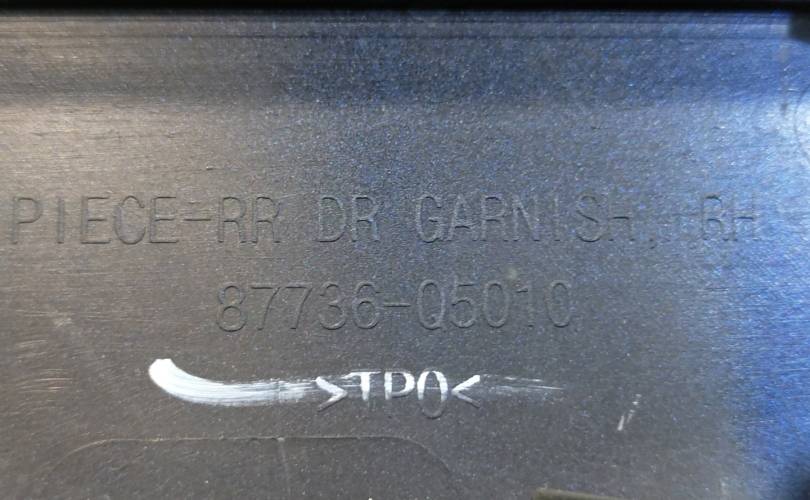 PIECE-RR DR GARNISH, RH
87736-Q5010
>TPO<